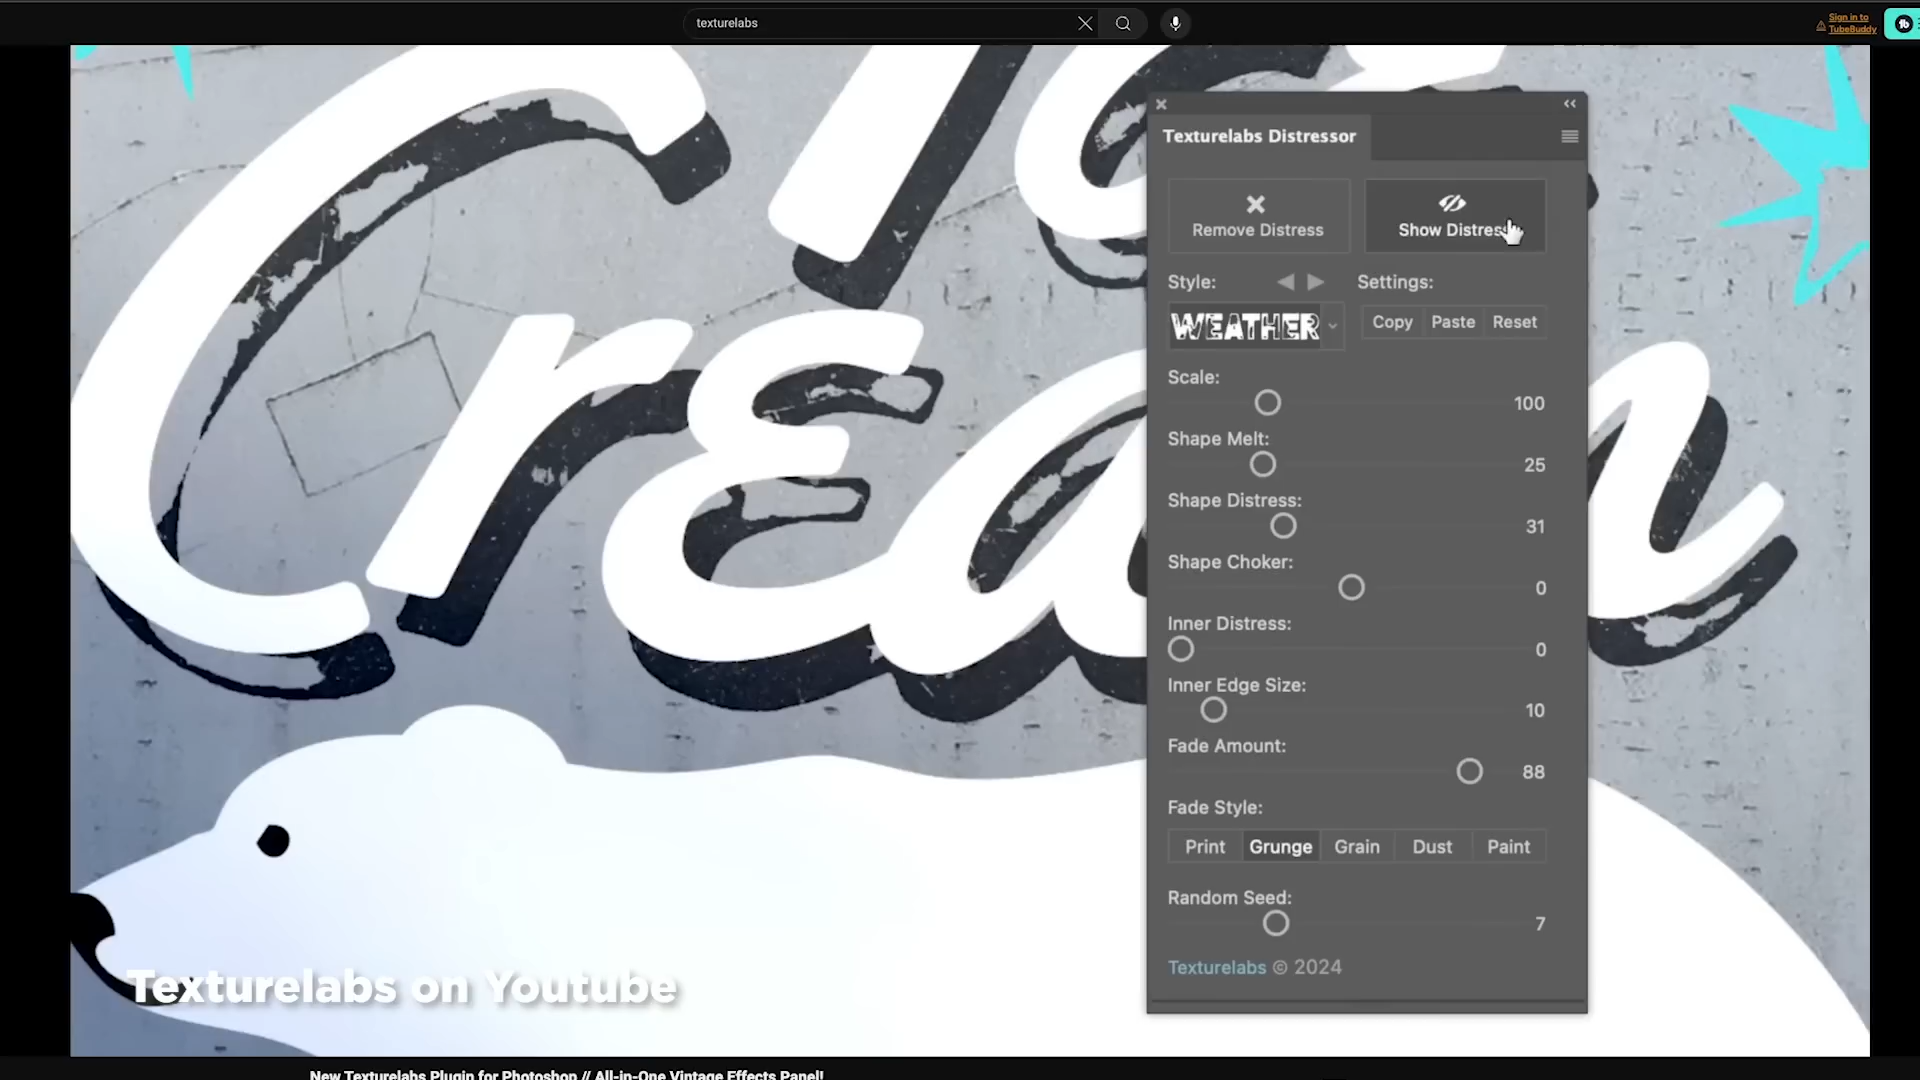 texturelabs
Sign in to
TubeBuddy
Ice
Cream
Texturelabs Distressor
Remove Distress
Show Distress
Style:
Settings:
WEATHER
Copy
Paste
Reset
Scale:
100
Shape Melt:
25
Shape Distress:
31
Shape Choker:
0
Inner Distress:
0
Inner Edge Size:
10
Fade Amount:
88
Fade Style:
Print
Grunge
Grain
Dust
Paint
Random Seed:
7
Texturelabs © 2024
Texturelabs on Youtube
New Texturelabs Plugin for Photoshop // All-in-One Vintage Effects Panel!